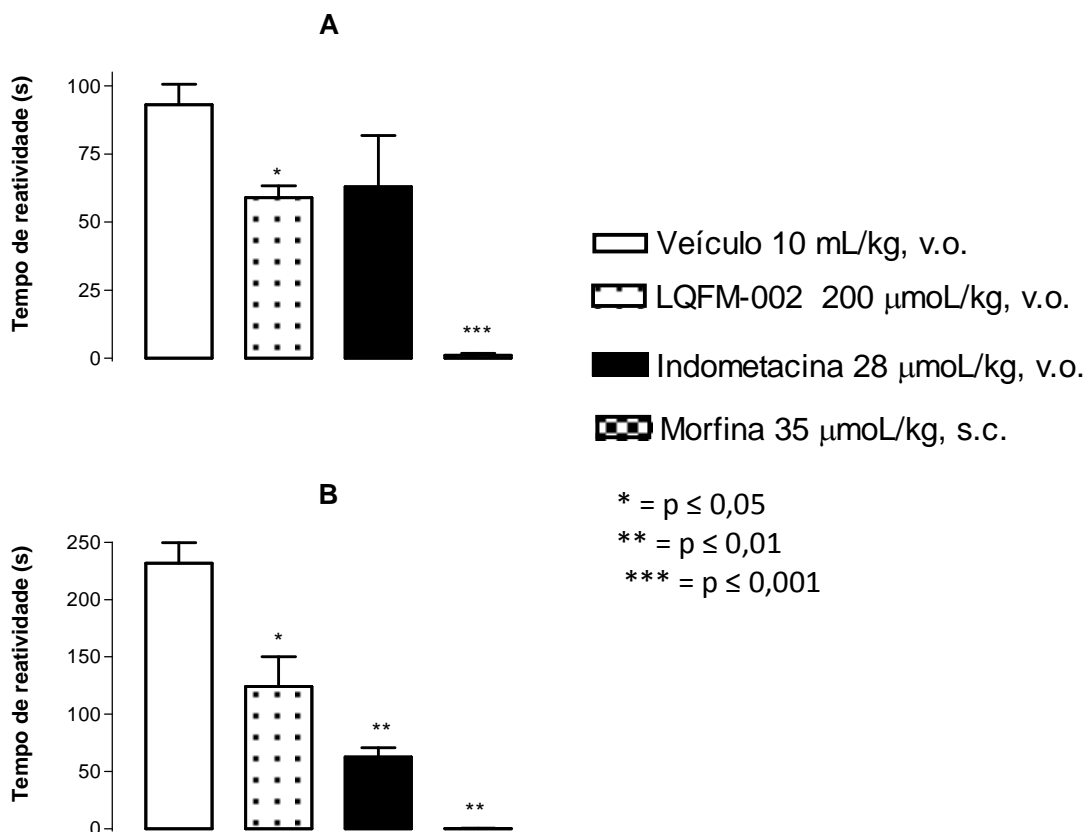 A
Tempo de reatividade (s)
100
75
50
25
0
*
***
Veículo 10 mL/kg, v.o.
LQFM-002 200 μmoL/kg, v.o.
Indometacina 28 μmoL/kg, v.o.
Morfina 35 μmoL/kg, s.c.
* = p ≤ 0,05
** = p ≤ 0,01
*** = p ≤ 0,001
B
Tempo de reatividade (s)
250
200
150
100
50
0
*
**
**